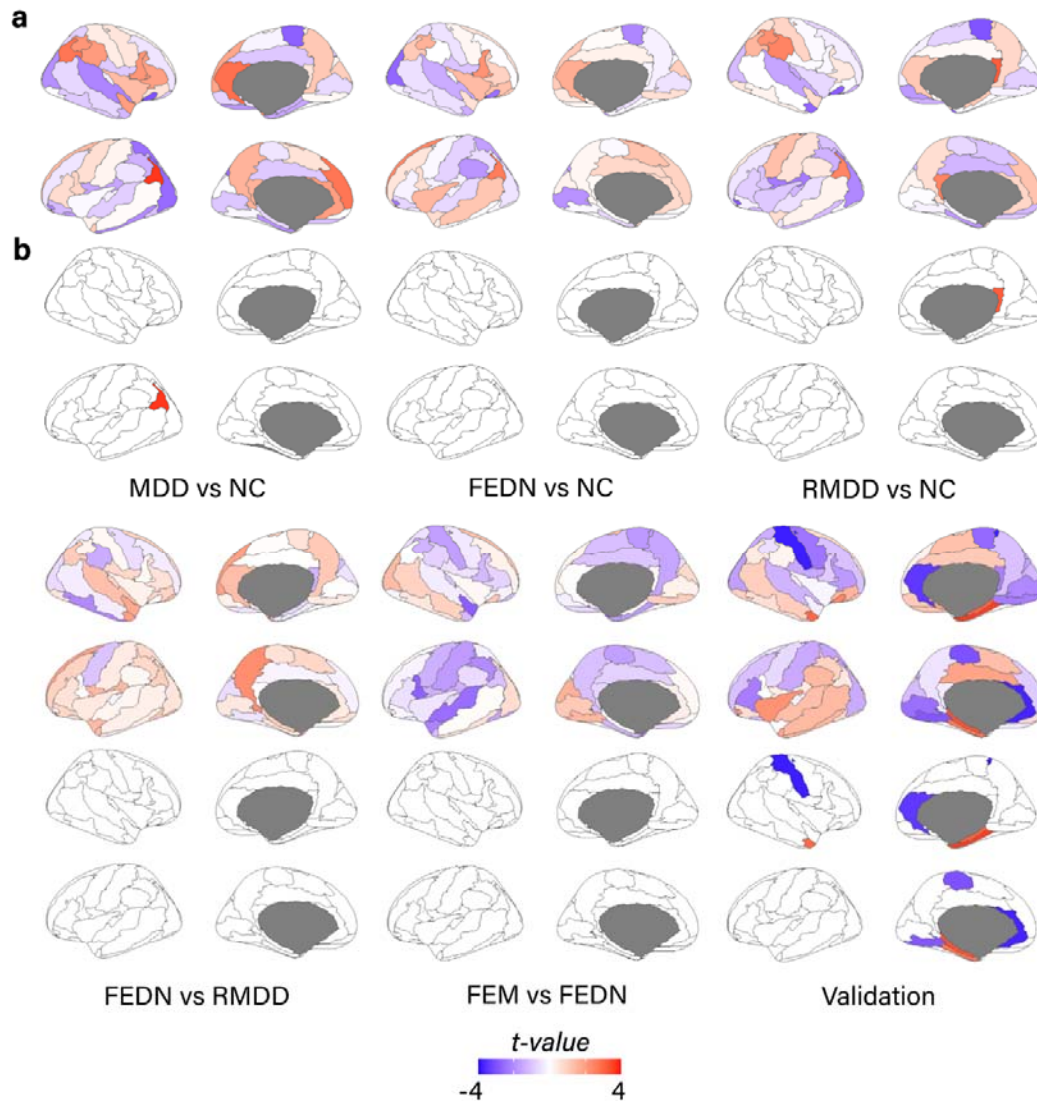 a
b
MDD vs NC FEDN vs NC RMDD vs NC
FEDN vs RMDD FEM vs FEDN Validation
t-value
-4 4